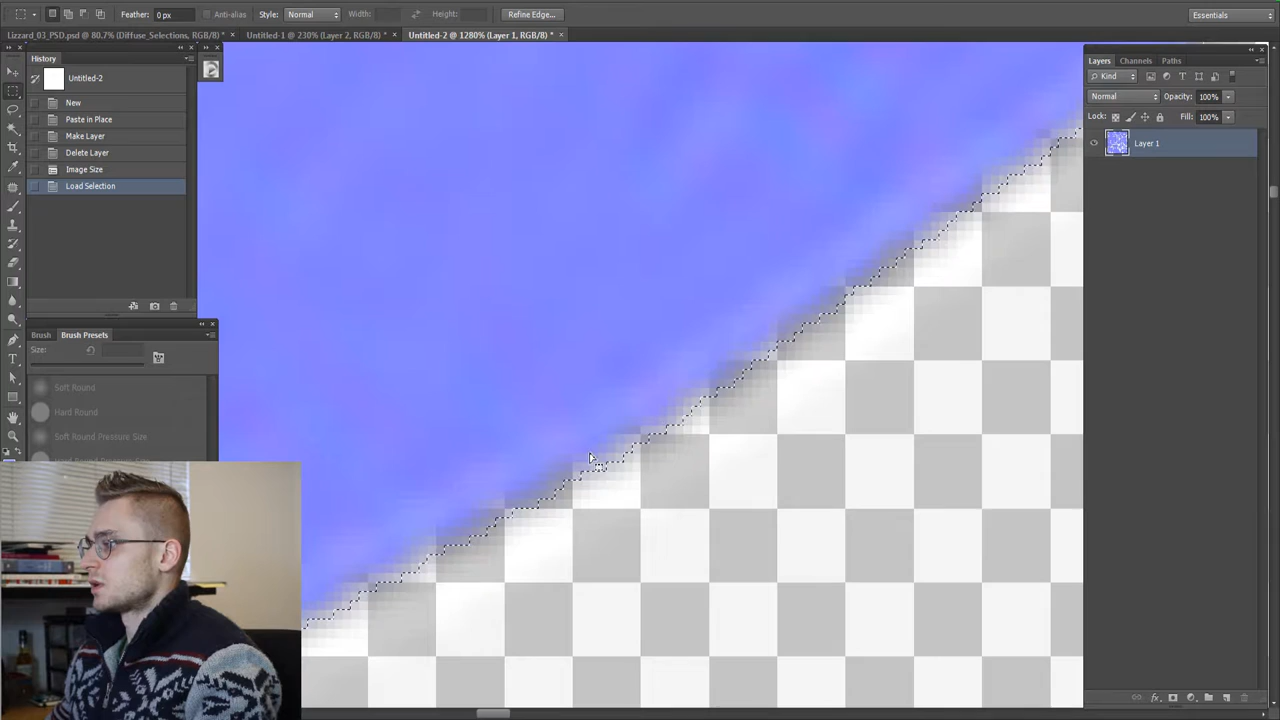 Feather: 0 px Anti-alias Style: Normal Width: Height: Refine Edge... Essentials
Lizzard_03_PSD.psd @ 80.7% (Diffuse_Selections, RGB/8) * × Untitled-1 @ 230% (Layer 2, RGB/8) * × Untitled-2 @ 1280% (Layer 1, RGB/8) * ×
History
Untitled-2
New
Paste in Place
Make Layer
Delete Layer
Image Size
Load Selection
Brush Brush Presets
Size:
Soft Round
Hard Round
Soft Round Pressure Size
Layers Channels Paths
Kind
Normal Opacity: 100%
Lock: Fill: 100%
Layer 1